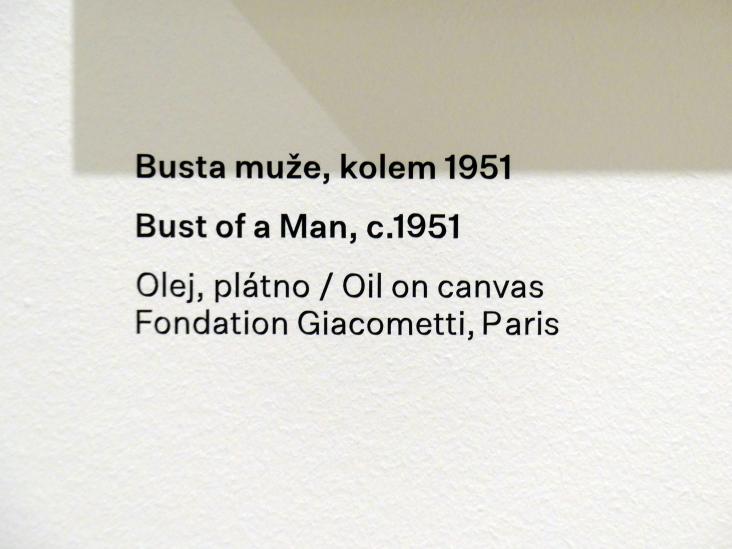 Busta muže, kolem 1951
Bust of a Man, c.1951
Olej, plátno / Oil on canvas
Fondation Giacometti, Paris